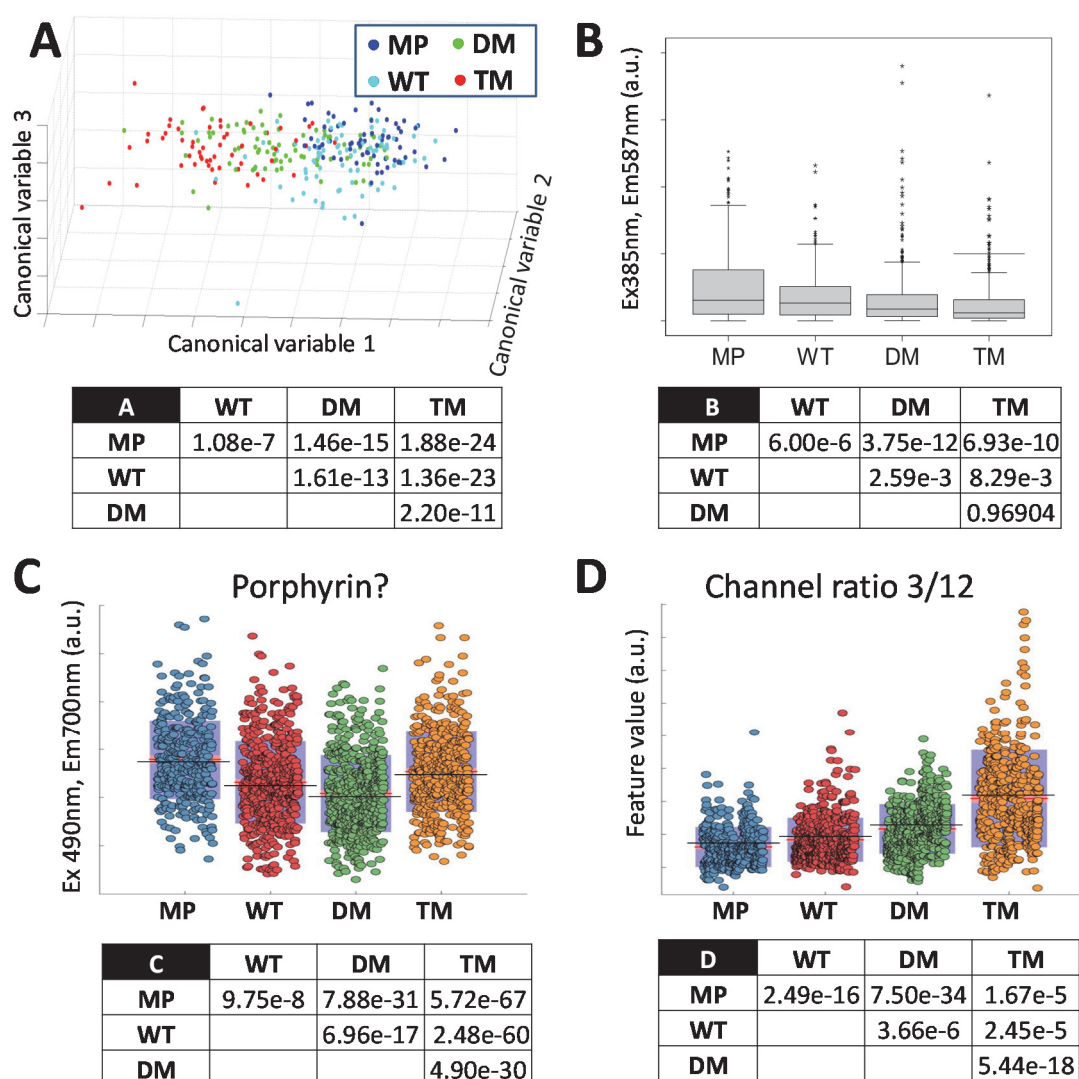 A
MP DM
WT TM
Canonical variable 3
Canonical variable 2
Canonical variable 1
A WT DM TM
MP 1.08e-7 1.46e-15 1.88e-24
WT 1.61e-13 1.36e-23
DM 2.20e-11
B
Ex385nm, Em587nm (a.u.)
MP WT DM TM
B WT DM TM
MP 6.00e-6 3.75e-12 6.93e-10
WT 2.59e-3 8.29e-3
DM 0.96904
C
Porphyrin?
Ex 490nm, Em700nm (a.u.)
MP WT DM TM
C WT DM TM
MP 9.75e-8 7.88e-31 5.72e-67
WT 6.96e-17 2.48e-60
DM 4.90e-30
D
Channel ratio 3/12
Feature value (a.u.)
MP WT DM TM
D WT DM TM
MP 2.49e-16 7.50e-34 1.67e-5
WT 3.66e-6 2.45e-5
DM 5.44e-18